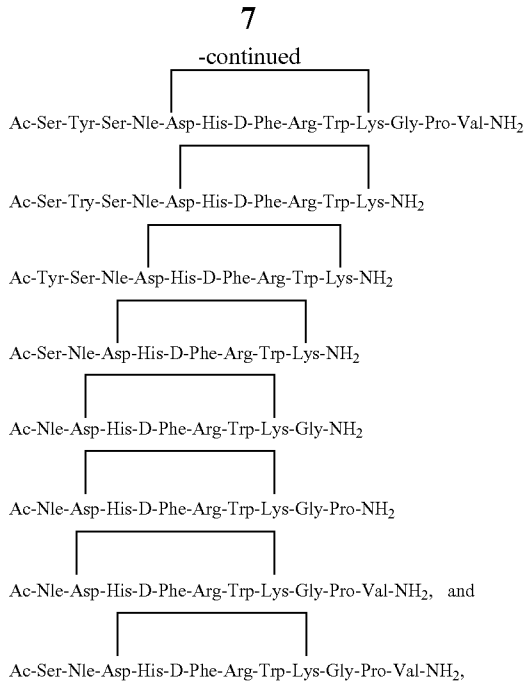 7
-continued
Ac-Ser-Tyr-Ser-Nle-Asp-His-D-Phe-Arg-Trp-Lys-Gly-Pro-Val-NH2
Ac-Ser-Try-Ser-Nle-Asp-His-D-Phe-Arg-Trp-Lys-NH2
Ac-Tyr-Ser-Nle-Asp-His-D-Phe-Arg-Trp-Lys-NH2
Ac-Ser-Nle-Asp-His-D-Phe-Arg-Trp-Lys-NH2
Ac-Nle-Asp-His-D-Phe-Arg-Trp-Lys-Gly-NH2
Ac-Nle-Asp-His-D-Phe-Arg-Trp-Lys-Gly-Pro-NH2
Ac-Nle-Asp-His-D-Phe-Arg-Trp-Lys-Gly-Pro-Val-NH2, and
Ac-Ser-Nle-Asp-His-D-Phe-Arg-Trp-Lys-Gly-Pro-Val-NH2,